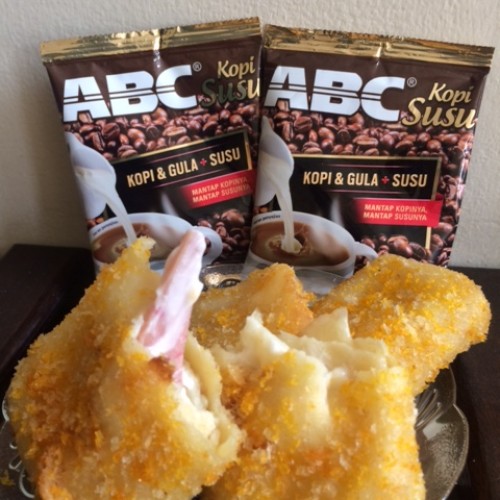 ABC®
Kopi
Susu
KOPI & GULA + SUSU
MANTAP KOPINYA,
MANTAP SUSUNYA
ABC®
Kopi
Susu
KOPI & GULA + SUSU
MANTAP KOPINYA,
MANTAP SUSUNYA